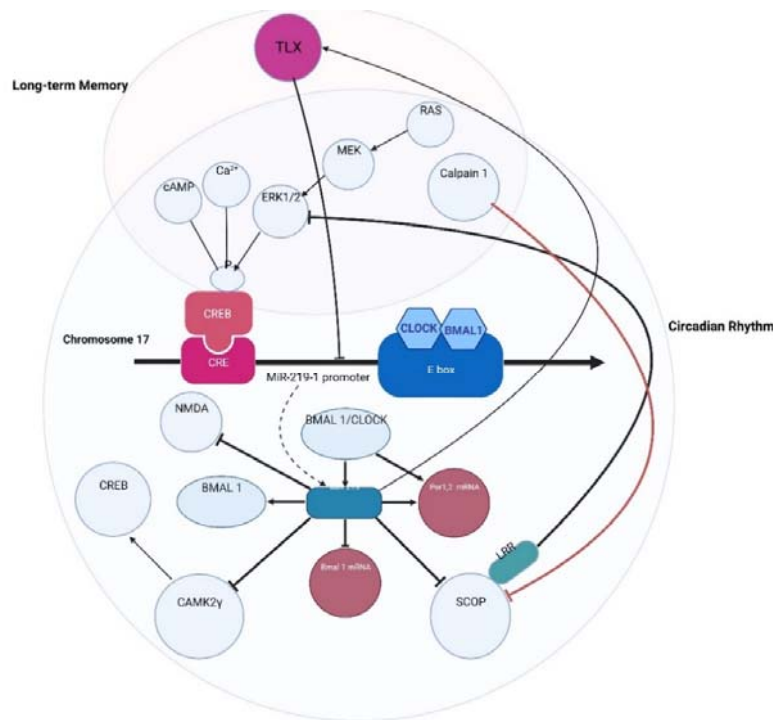 TLX
Long-term Memory
RAS
MEK
Ca²⁺
cAMP
ERK1/2
Calpain 1
P
CREB
CLOCK
BMAL1
Circadian Rhythm
Chromosome 17
CRE
E box
MiR-219-1 promoter
NMDA
BMAL 1/CLOCK
CREB
BMAL 1
Per1,2 mRNA
LRR
Bmal 1 mRNA
CAMK2γ
SCOP